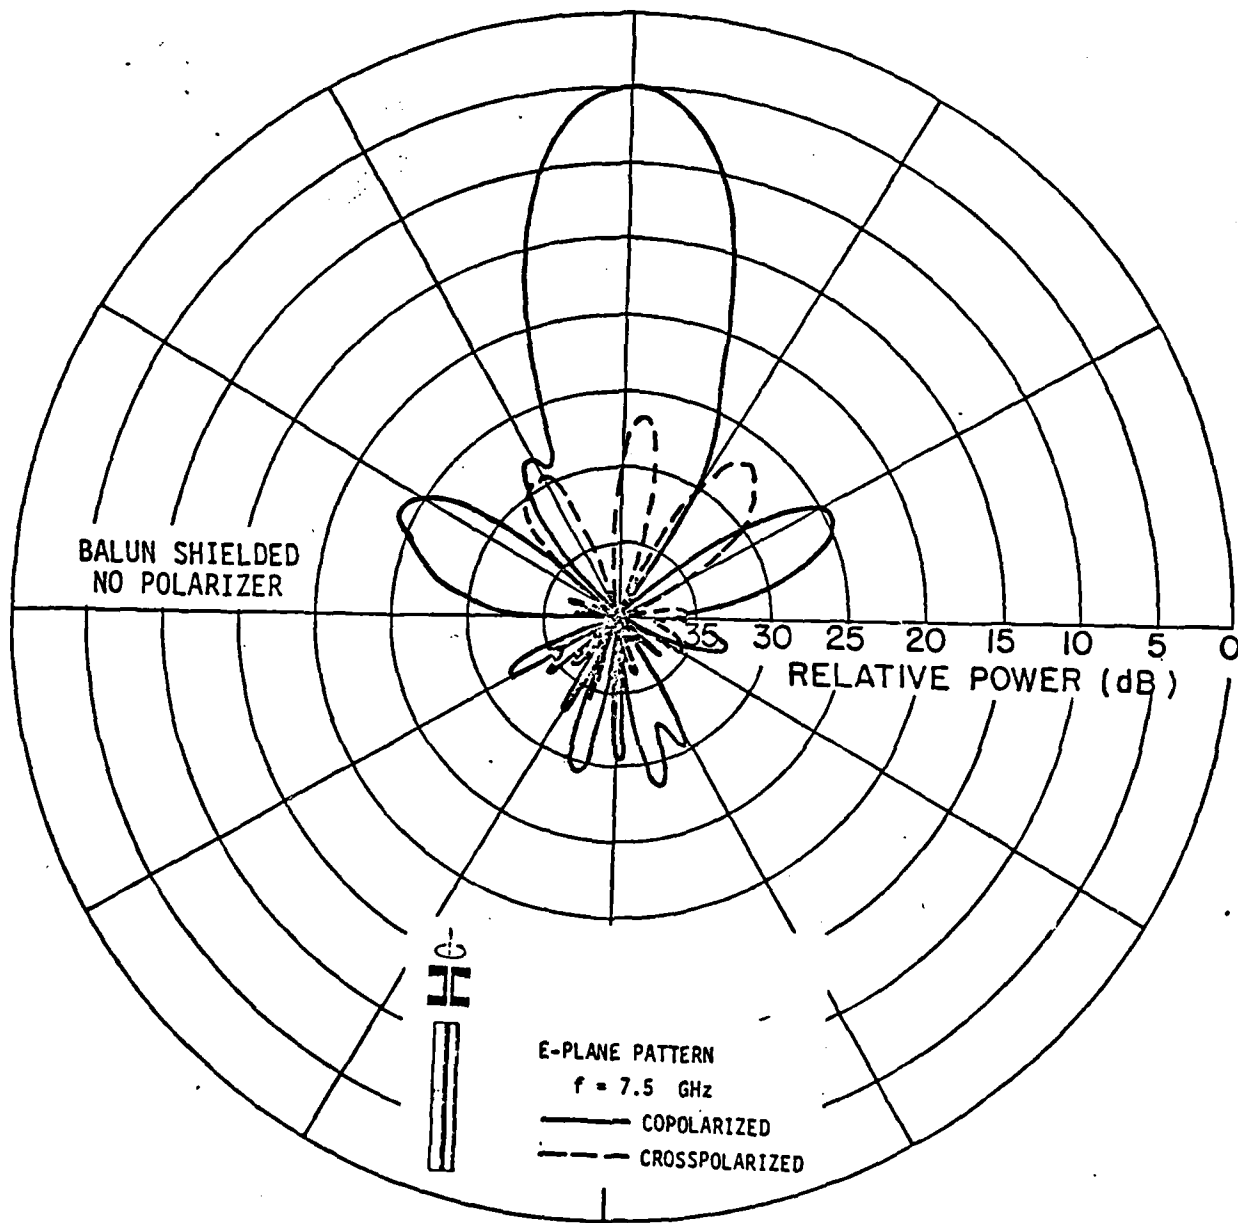 BALUN SHIELDED
NO POLARIZER
35 30 25 20 15 10 5 0
RELATIVE POWER (dB)
E-PLANE PATTERN
f = 7.5 GHz
COPOLARIZED
CROSSPOLARIZED